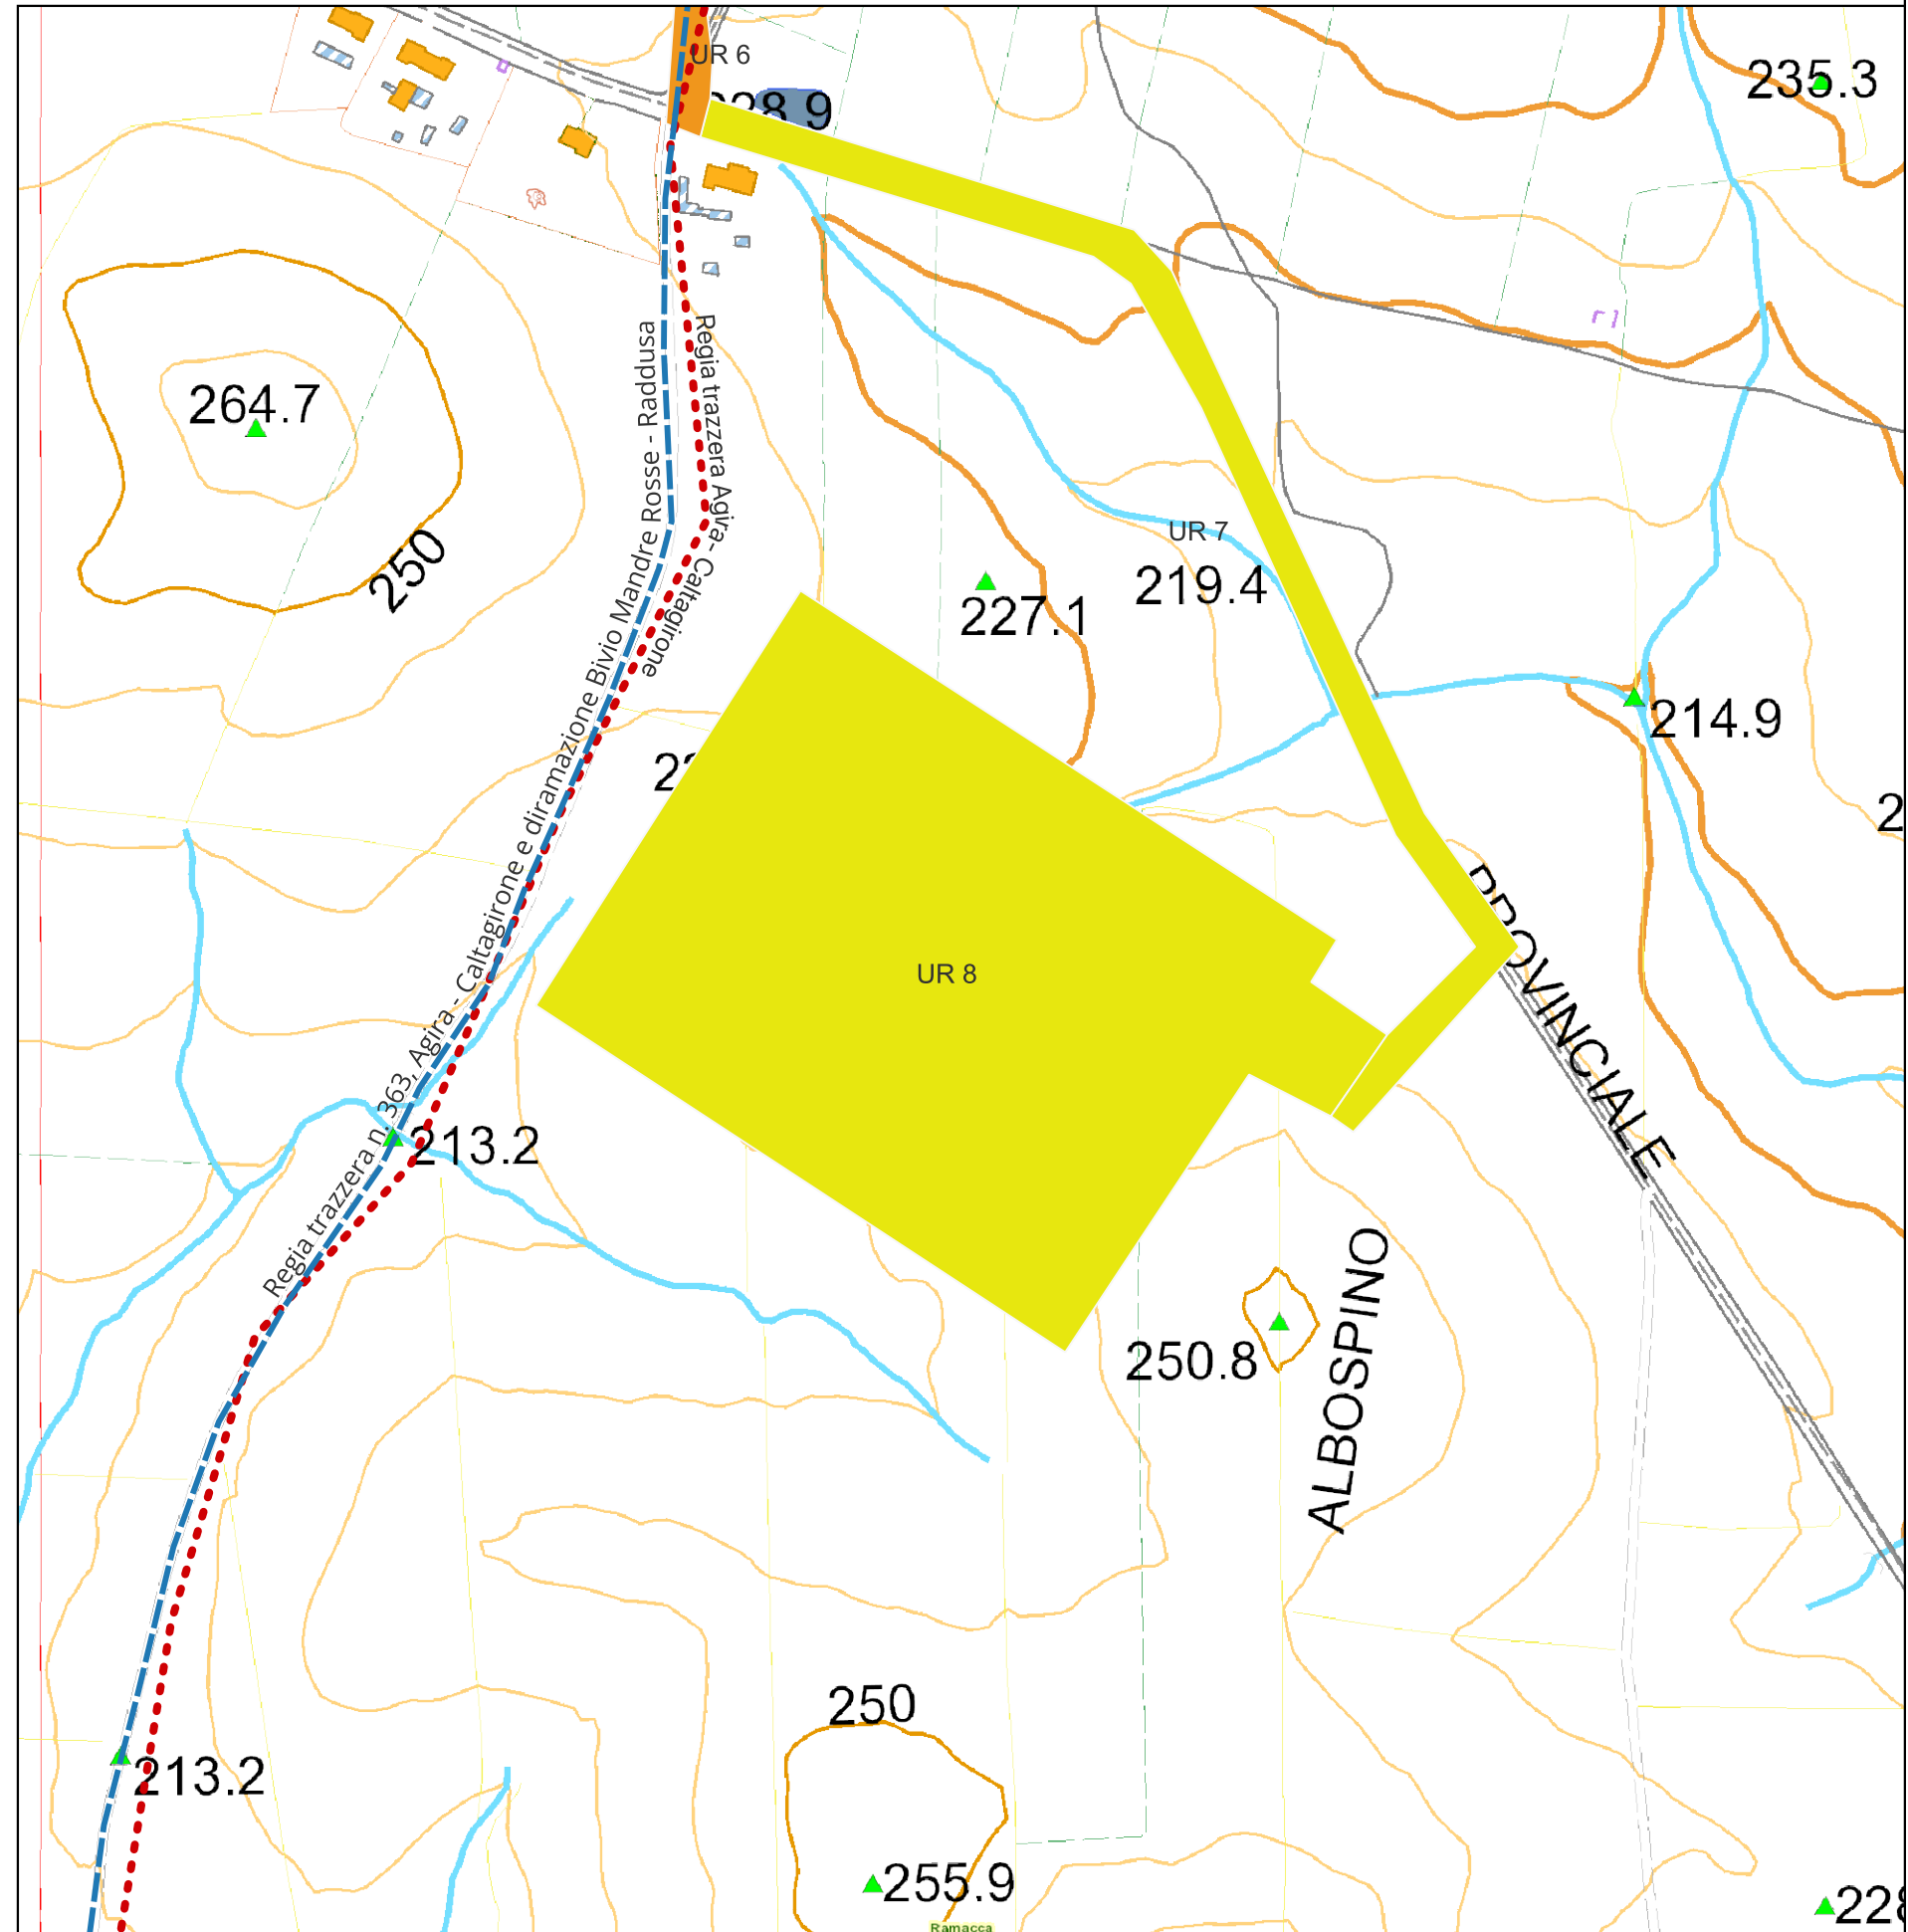 UR 6
235.3
264.7
250
Regia trazzera Agira- Caltagirone
Regia trazzera n. 363, Agira - Caltagirone e diramazione Bivio Mandre Rosse - Raddusa
UR 7
219.4
227.1
214.9
PROVINCIALE
UR 8
213.2
250.8
ALBOSPINO
250
213.2
255.9
Ramacca